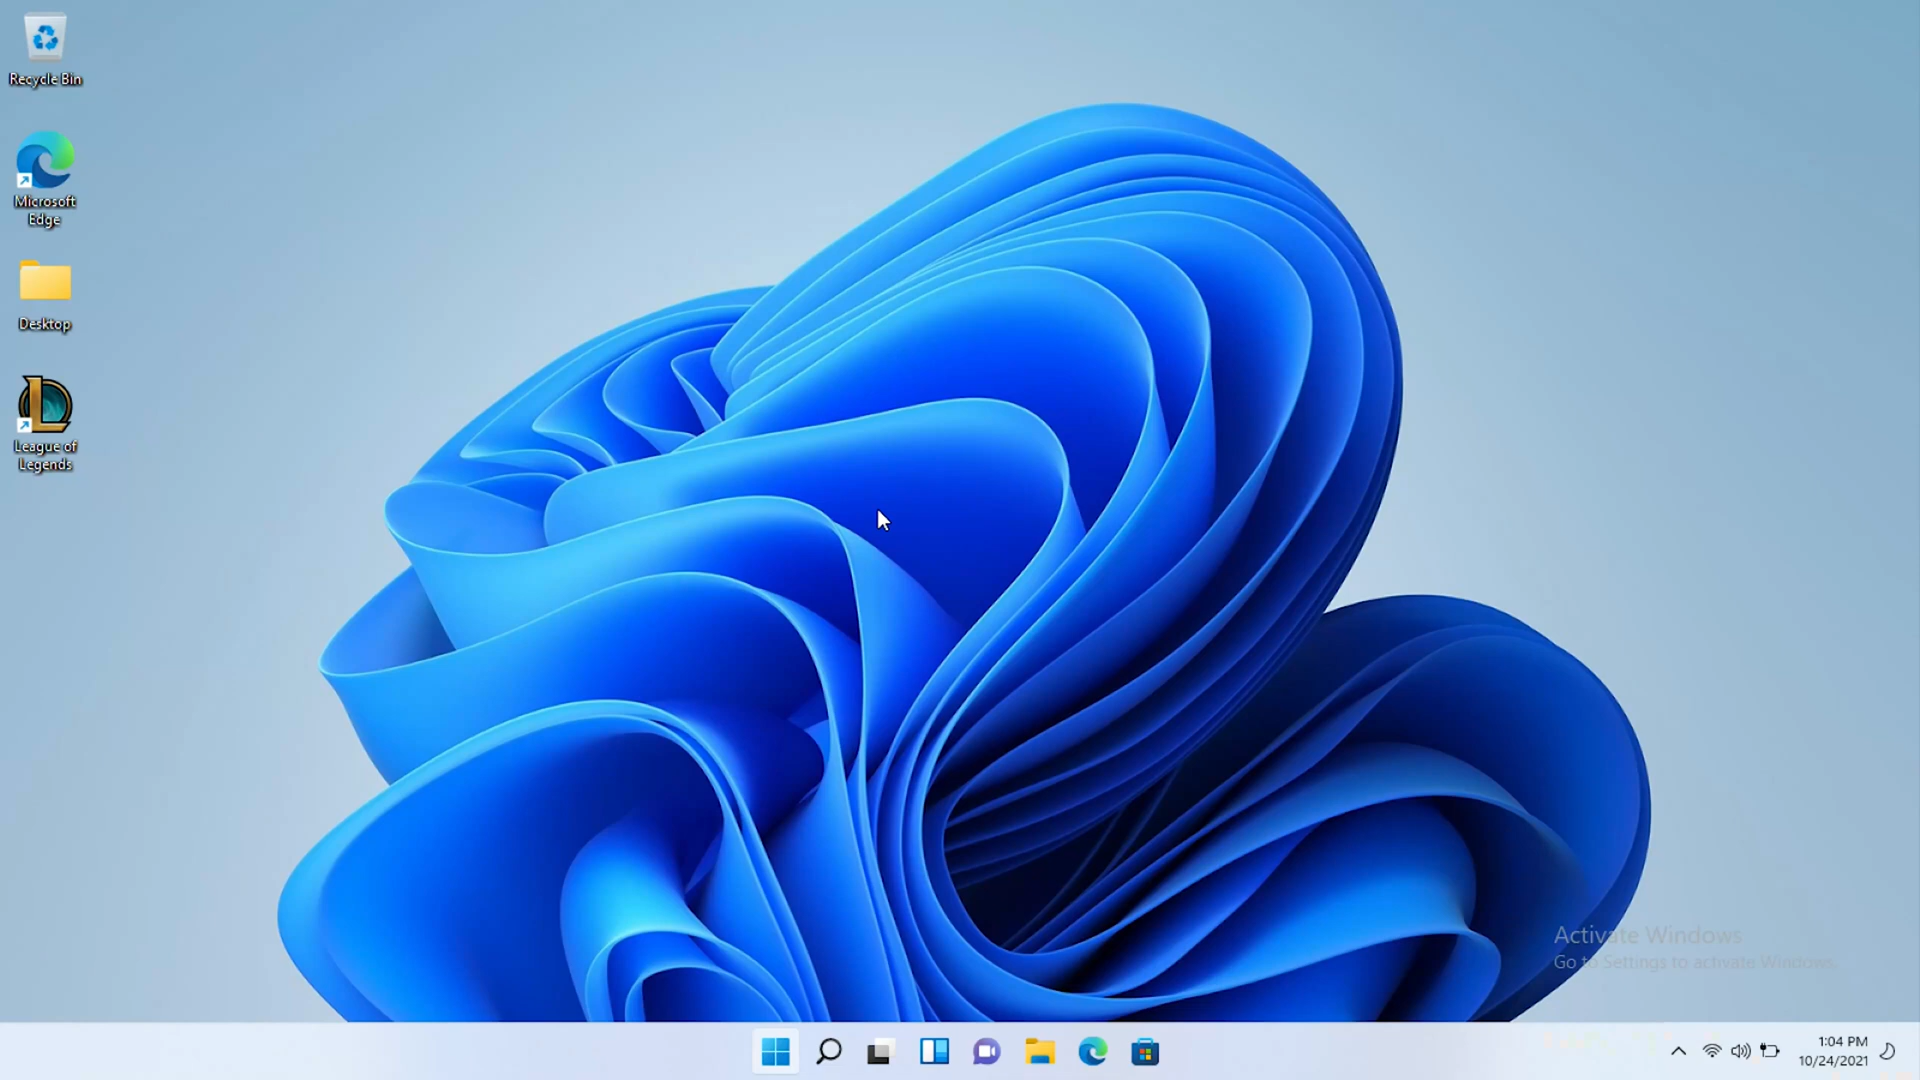 Recycle Bin
Microsoft
Edge
Desktop
League of
Legends
Activate Windows
Go to Settings to activate Windows.
1:04 PM
10/24/2021